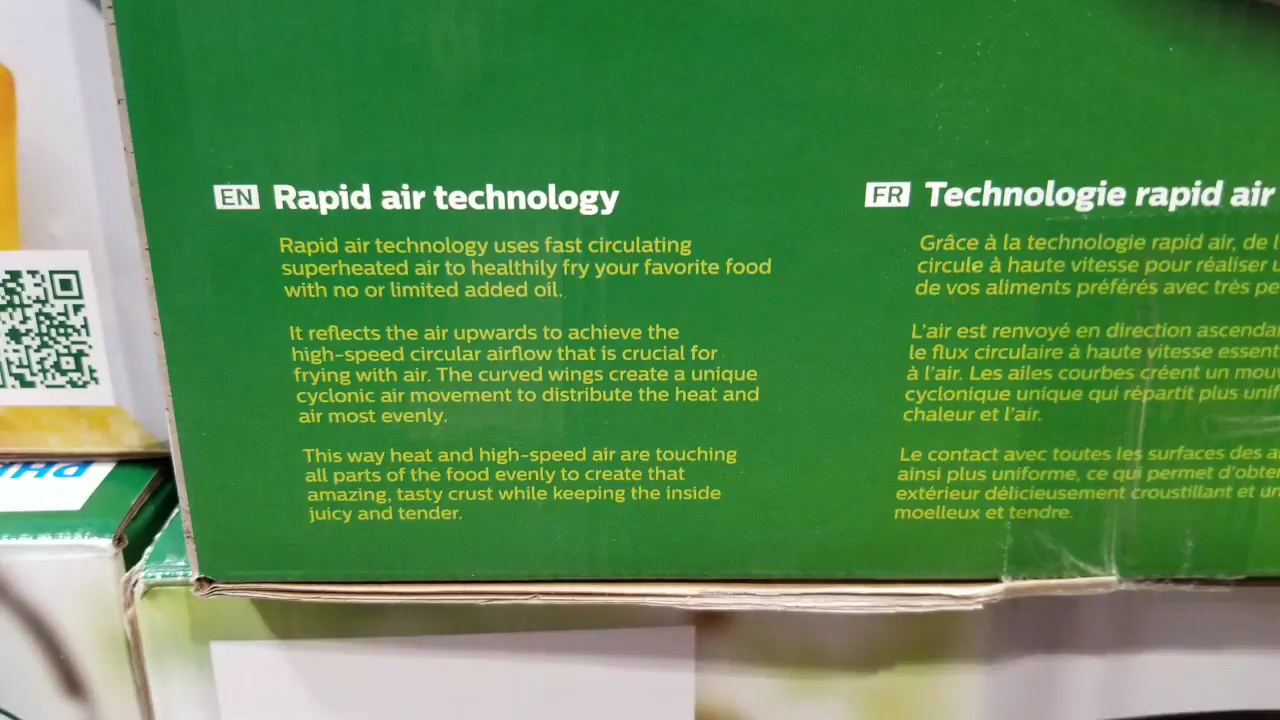 EN Rapid air technology
Rapid air technology uses fast circulating
superheated air to healthily fry your favorite food
with no or limited added oil.
It reflects the air upwards to achieve the
high-speed circular airflow that is crucial for
frying with air. The curved wings create a unique
cyclonic air movement to distribute the heat and
air most evenly.
This way heat and high-speed air are touching
all parts of the food evenly to create that
amazing, tasty crust while keeping the inside
juicy and tender.
FR Technologie rapid air
Grâce à la technologie rapid air, de
circule à haute vitesse pour réaliser
de vos aliments préférés avec très
L'air est renvoyé en direction
le flux circulaire à haute vitesse
à l'air. Les ailes courbes créent un
cyclonique unique qui répartit plus
chaleur et l'air.
Le contact avec toutes les surfaces des
ainsi plus uniforme, ce qui permet
extérieur délicieusement croustillant et
moelleux et tendre.